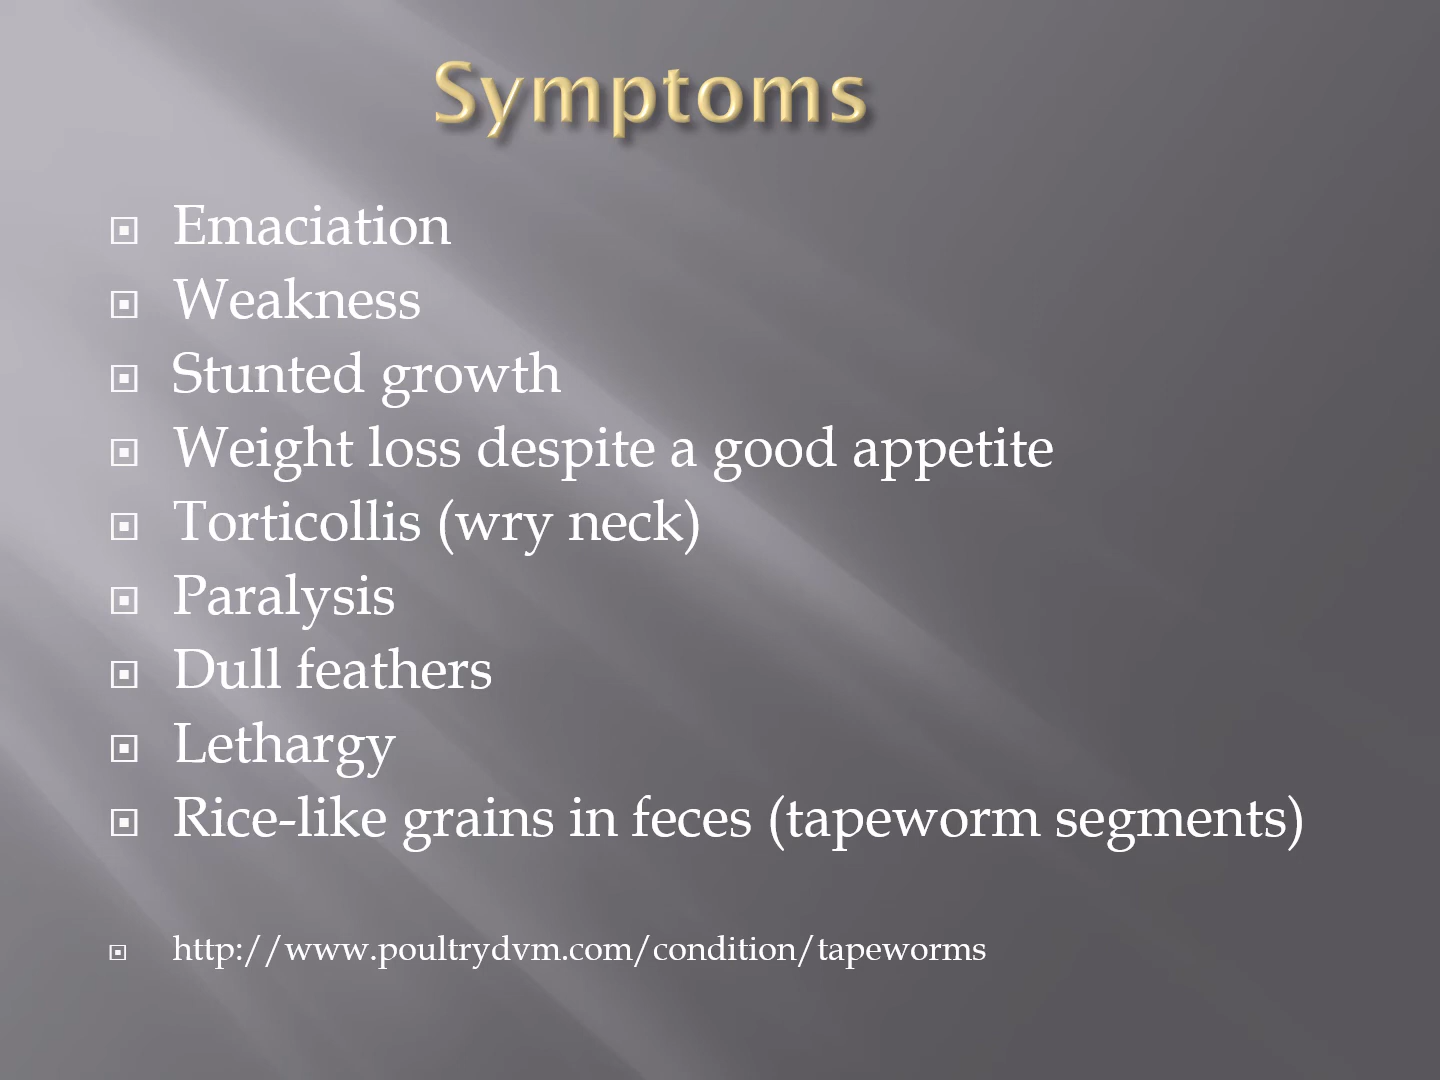 Symptoms
Emaciation
Weakness
Stunted growth
Weight loss despite a good appetite
Torticollis (wry neck)
Paralysis
Dull feathers
Lethargy
Rice-like grains in feces (tapeworm segments)
http://www.poultrydvm.com/condition/tapeworms